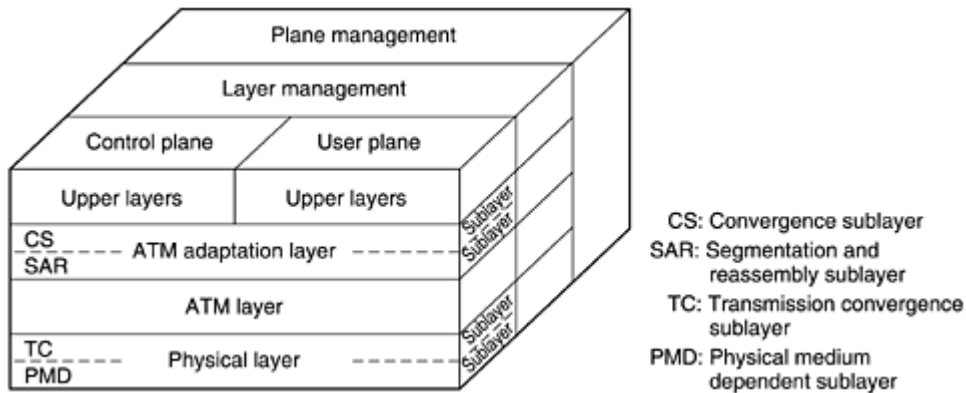 Plane management
Layer management
Control plane
User plane
Upper layers
Upper layers
Sublayer
Sublayer
CS
ATM adaptation layer
SAR
ATM layer
Sublayer
Sublayer
TC
Physical layer
PMD
CS: Convergence sublayer
SAR: Segmentation and
reassembly sublayer
TC: Transmission convergence
sublayer
PMD: Physical medium
dependent sublayer